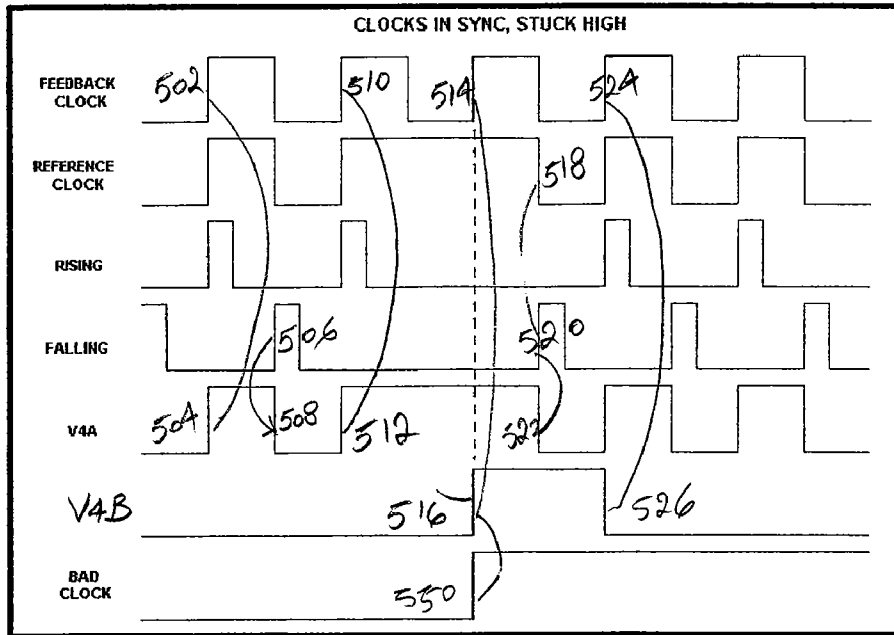 CLOCKS IN SYNC, STUCK HIGH
FEEDBACK
CLOCK
502
510
514
524
REFERENCE
CLOCK
518
RISING
FALLING
506
520
V4A
504
508
512
522
V4B
516
526
BAD
CLOCK
550